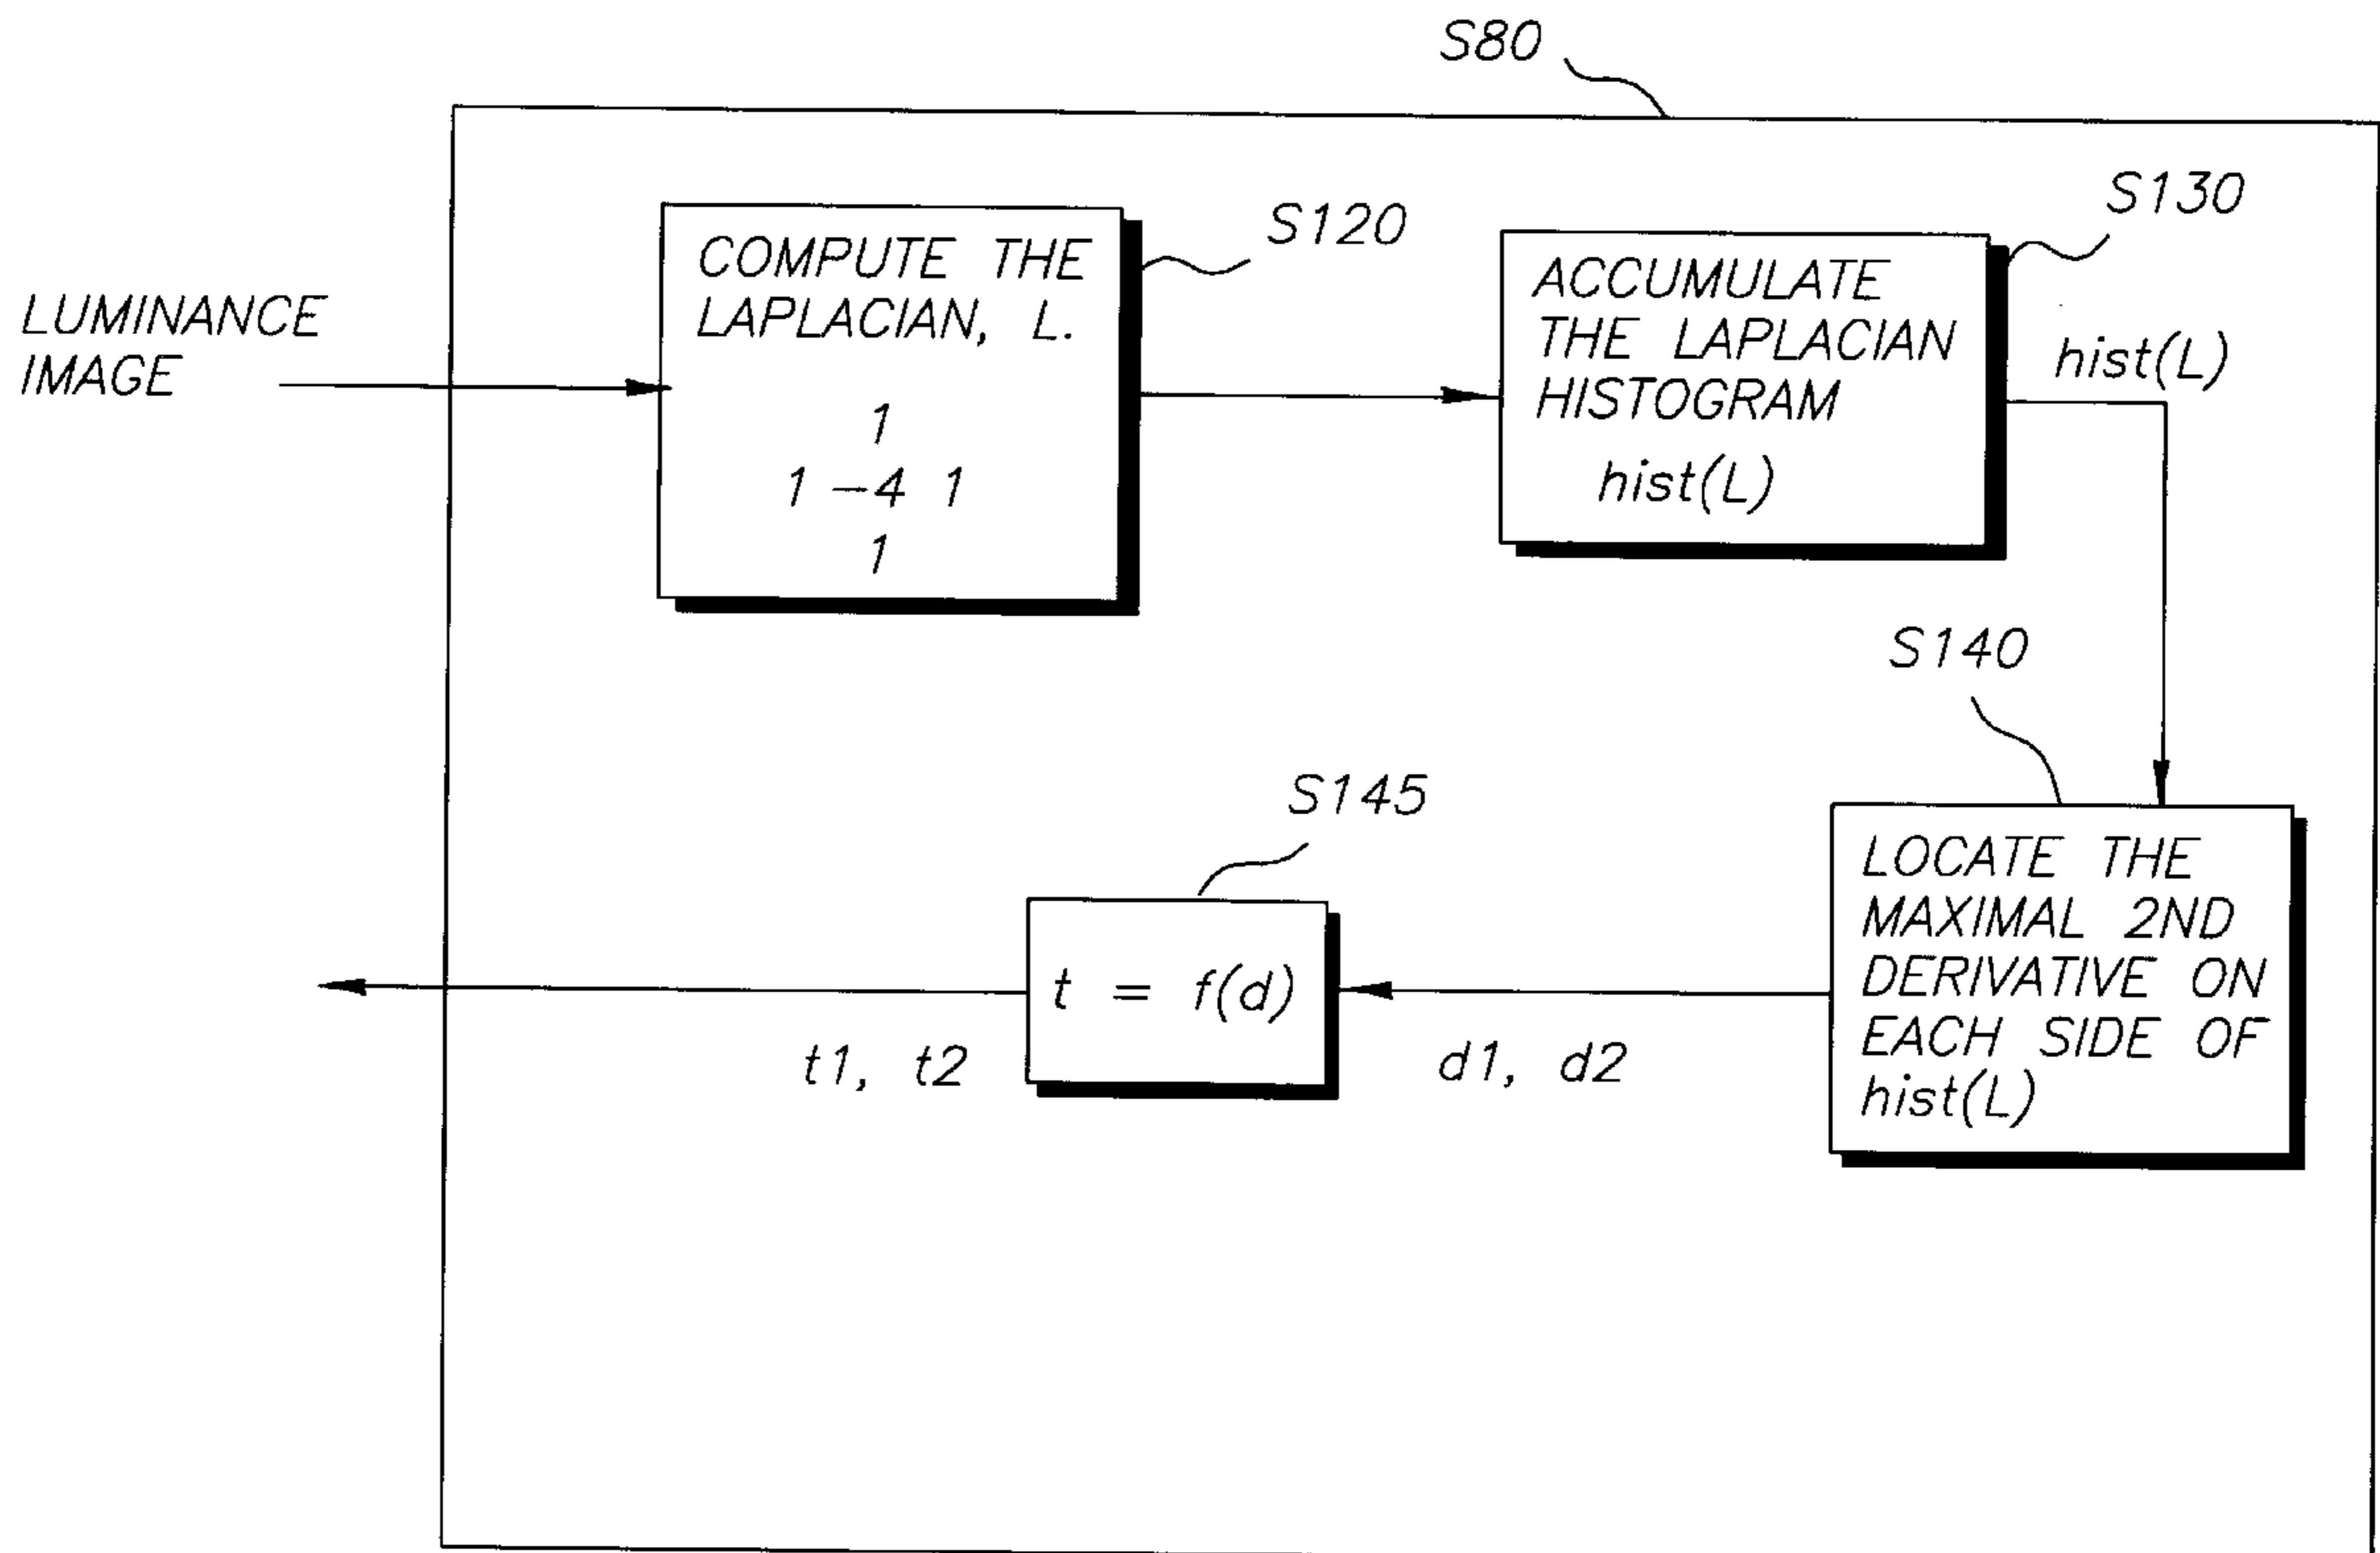 S80
LUMINANCE
IMAGE
COMPUTE THE
LAPLACIAN, L.
1
1 -4 1
1
S120
ACCUMULATE
THE LAPLACIAN
HISTOGRAM
hist(L)
S130
hist(L)
S140
LOCATE THE
MAXIMAL 2ND
DERIVATIVE ON
EACH SIDE OF
hist(L)
d1, d2
S145
t = f(d)
t1, t2